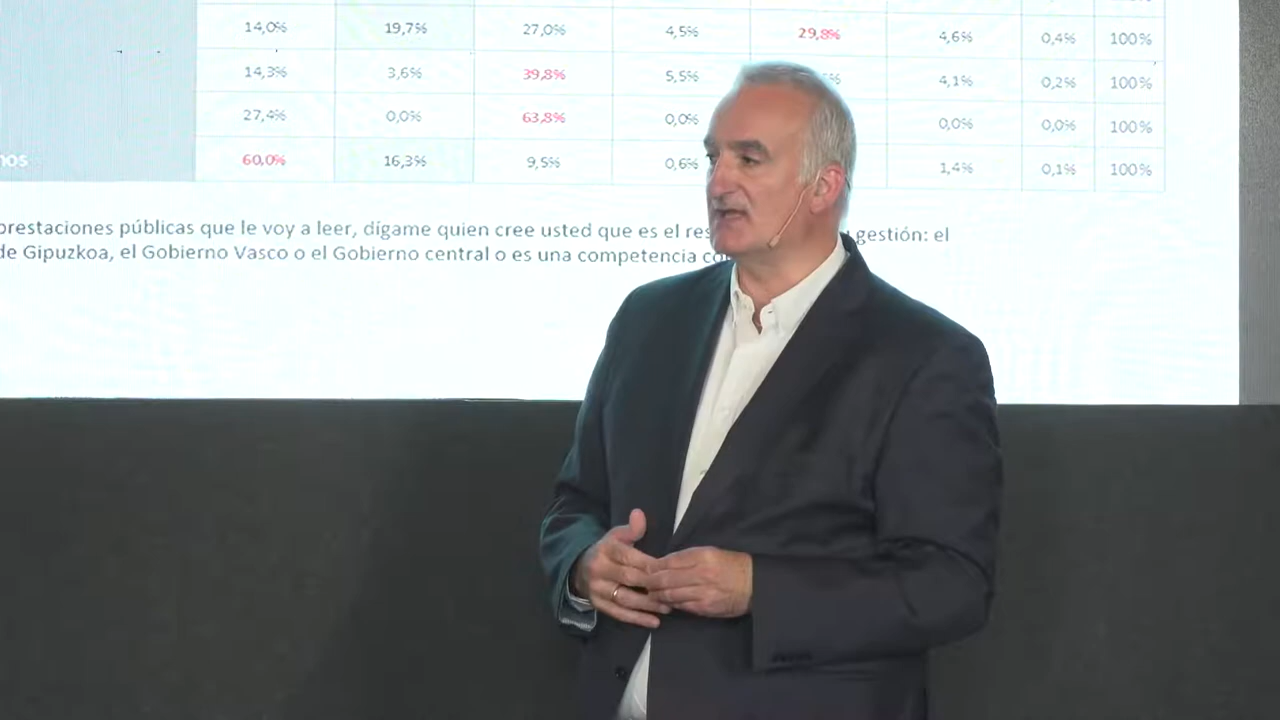 14,0% 19,7% 27,0% 4,5% 29,8% 4,6% 0,4% 100%
14,3% 3,6% 39,8% 5,5% 4,1% 0,2% 100%
27,4% 0,0% 63,8% 0,0% 0,0% 0,0% 100%
60,0% 16,3% 9,5% 0,6% 1,4% 0,1% 100%
prestaciones públicas que le voy a leer, dígame quien cree usted que es el gestión: el
de Gipuzkoa, el Gobierno Vasco o el Gobierno central o es una competencia